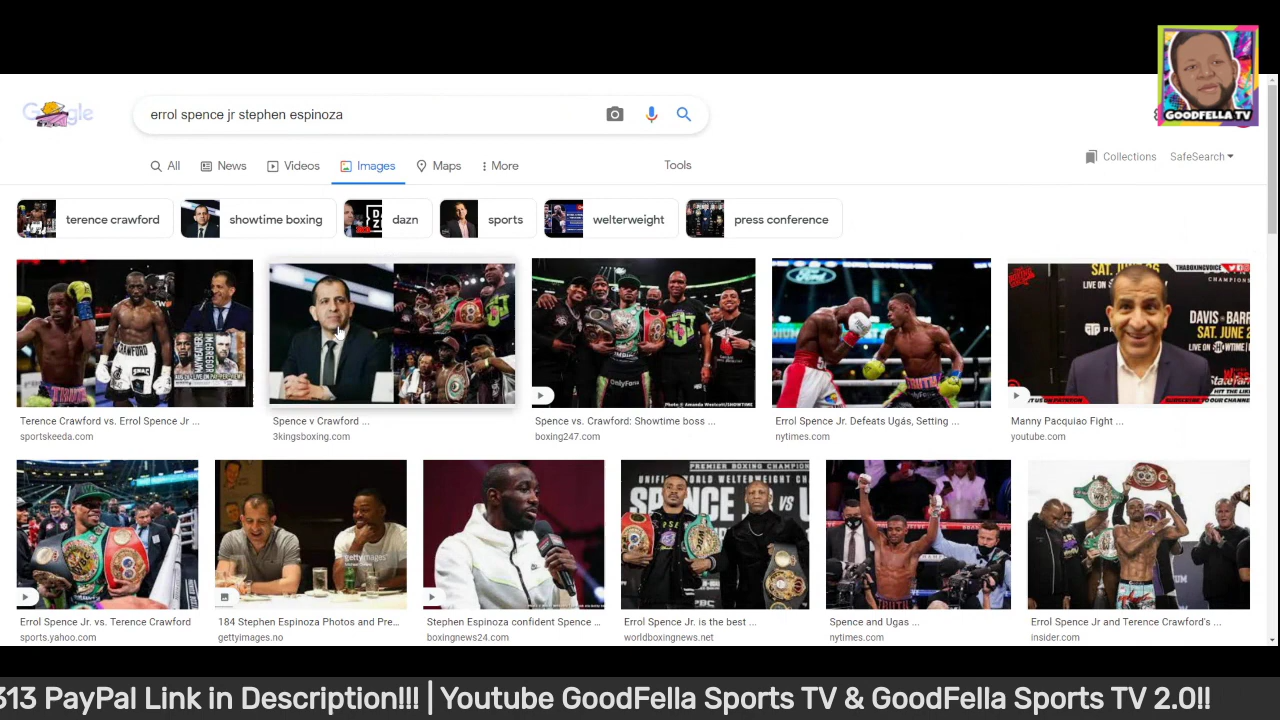 GOODFELLA TV
Google
errol spence jr stephen espinoza
All
News
Videos
Images
Maps
More
Tools
Collections
SafeSearch
terence crawford
showtime boxing
dazn
sports
welterweight
press conference
Terence Crawford vs. Errol Spence Jr ...
sportskeeda.com
Spence v Crawford ...
3kingsboxing.com
Spence vs. Crawford: Showtime boss ...
boxing247.com
Errol Spence Jr. Defeats Ugás, Setting ...
nytimes.com
Manny Pacquiao Fight ...
youtube.com
Errol Spence Jr. vs. Terence Crawford
sports.yahoo.com
184 Stephen Espinoza Photos and Pre...
gettyimages.no
Stephen Espinoza confident Spence ...
boxingnews24.com
Errol Spence Jr. is the best ...
worldboxingnews.net
Spence and Ugas ...
nytimes.com
Errol Spence Jr and Terence Crawford's ...
insider.com
313 PayPal Link in Description!!! | Youtube GoodFella Sports TV & GoodFella Sports TV 2.0!!